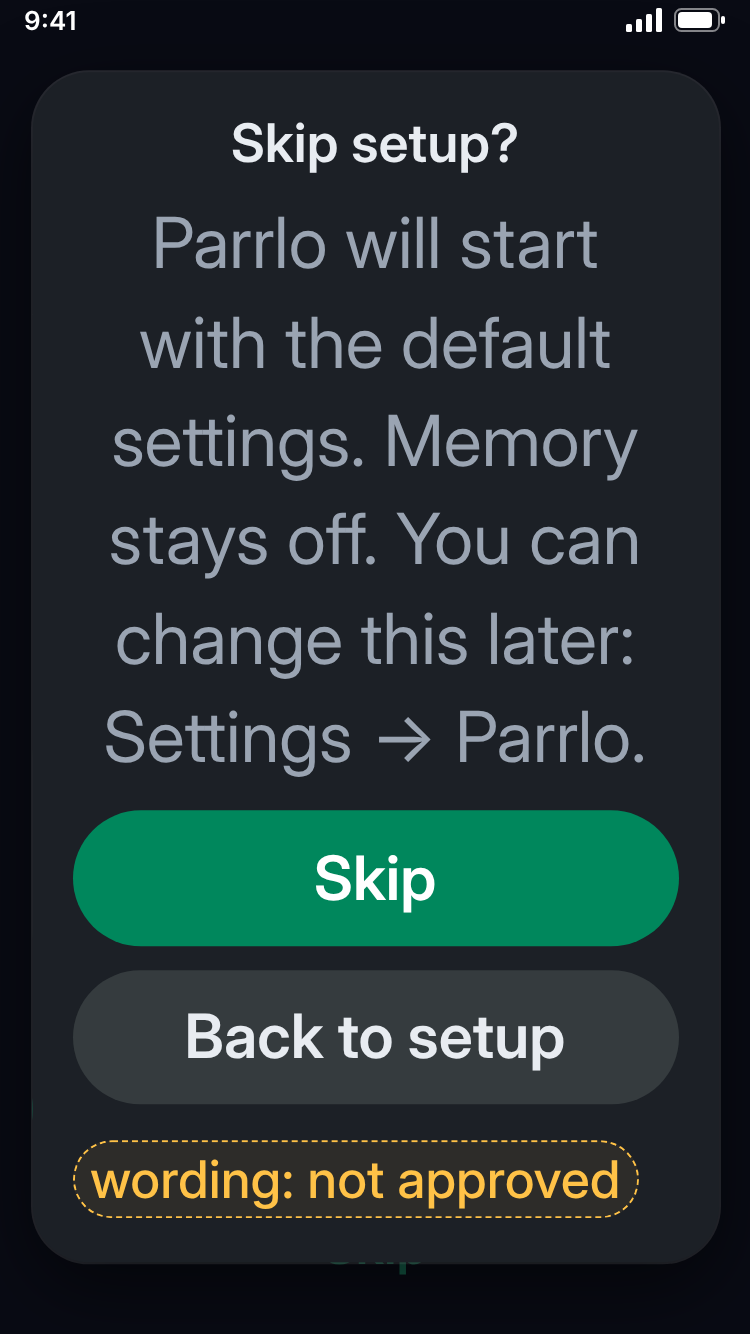 9:41
Skip setup?
Parrlo will start
with the default
settings. Memory
stays off. You can
change this later:
Settings → Parrlo.
Skip
Back to setup
wording: not approved